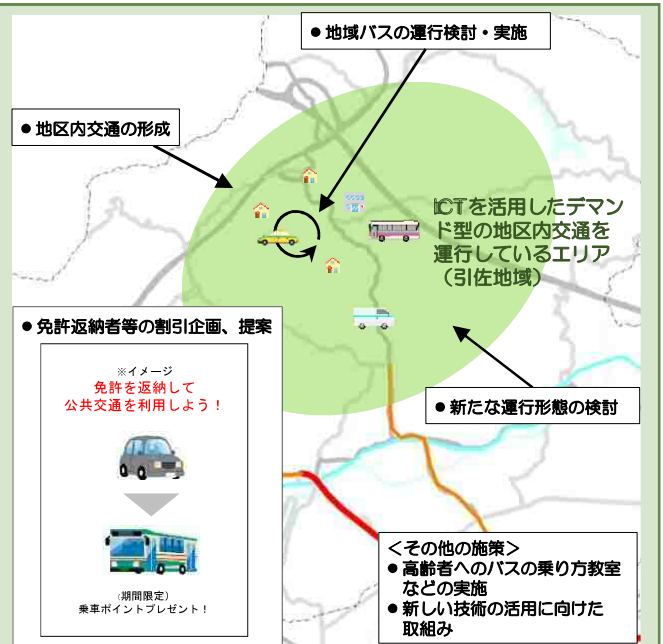 ●地域バスの運行検討・実施
●地区内交通の形成
ICTを活用したデマン
ド型の地区内交通を
運行しているエリア
（引佐地域）
●免許返納者等の割引企画、提案
※イメージ
免許を返納して
公共交通を利用しよう！
（期間限定）
乗車ポイントプレゼント！
●新たな運行形態の検討
＜その他の施策＞
●高齢者へのバスの乗り方教室
などの実施
●新しい技術の活用に向けた
取組み